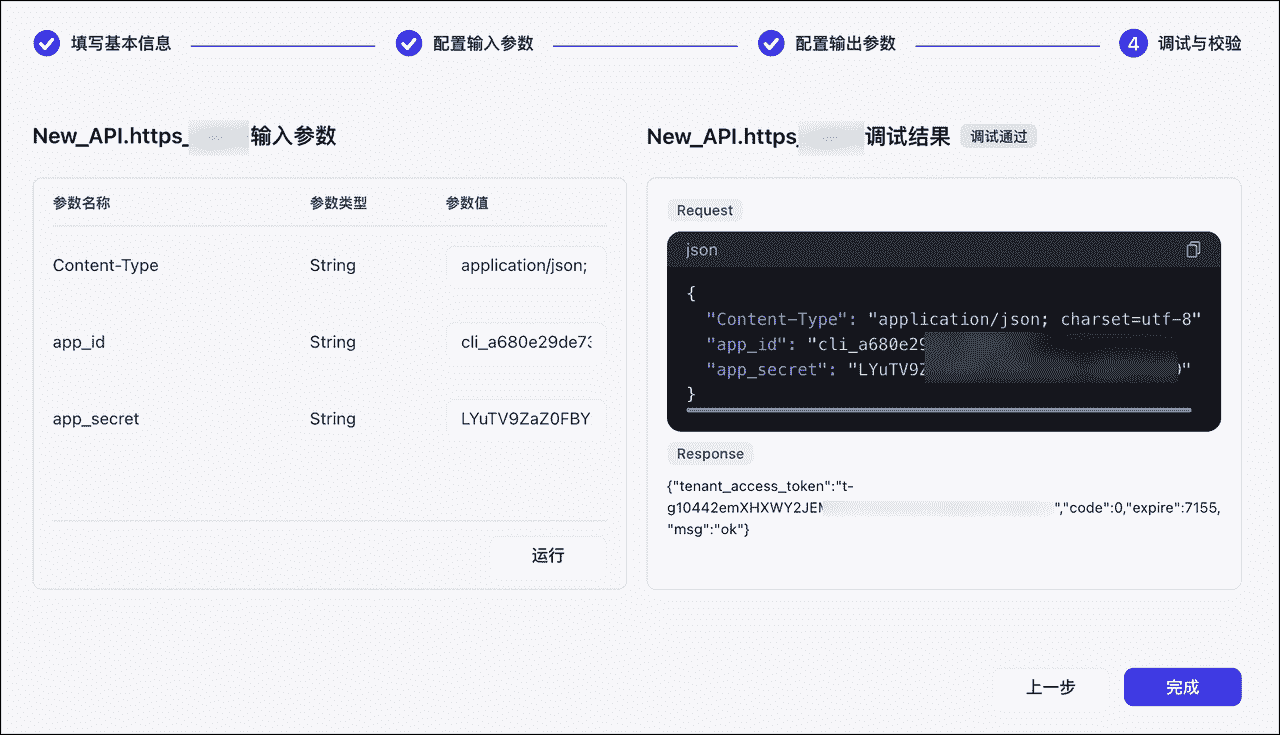 填写基本信息
配置输入参数
配置输出参数
4 调试与校验
New_API.https_ 输入参数
参数名称 参数类型 参数值
Content-Type String application/json;
app_id String cli_a680e29de73
app_secret String LYuTV9ZaZ0FBY
运行
New_API.https_ 调试结果 调试通过
Request
json
{
"Content-Type": "application/json; charset=utf-8"
"app_id": "cli_a680e29
"app_secret": "LYuTV9Z "
}
Response
{"tenant_access_token":"t-
g10442emXHXWY2JEM ","code":0,"expire":7155,
"msg":"ok"}
上一步
完成